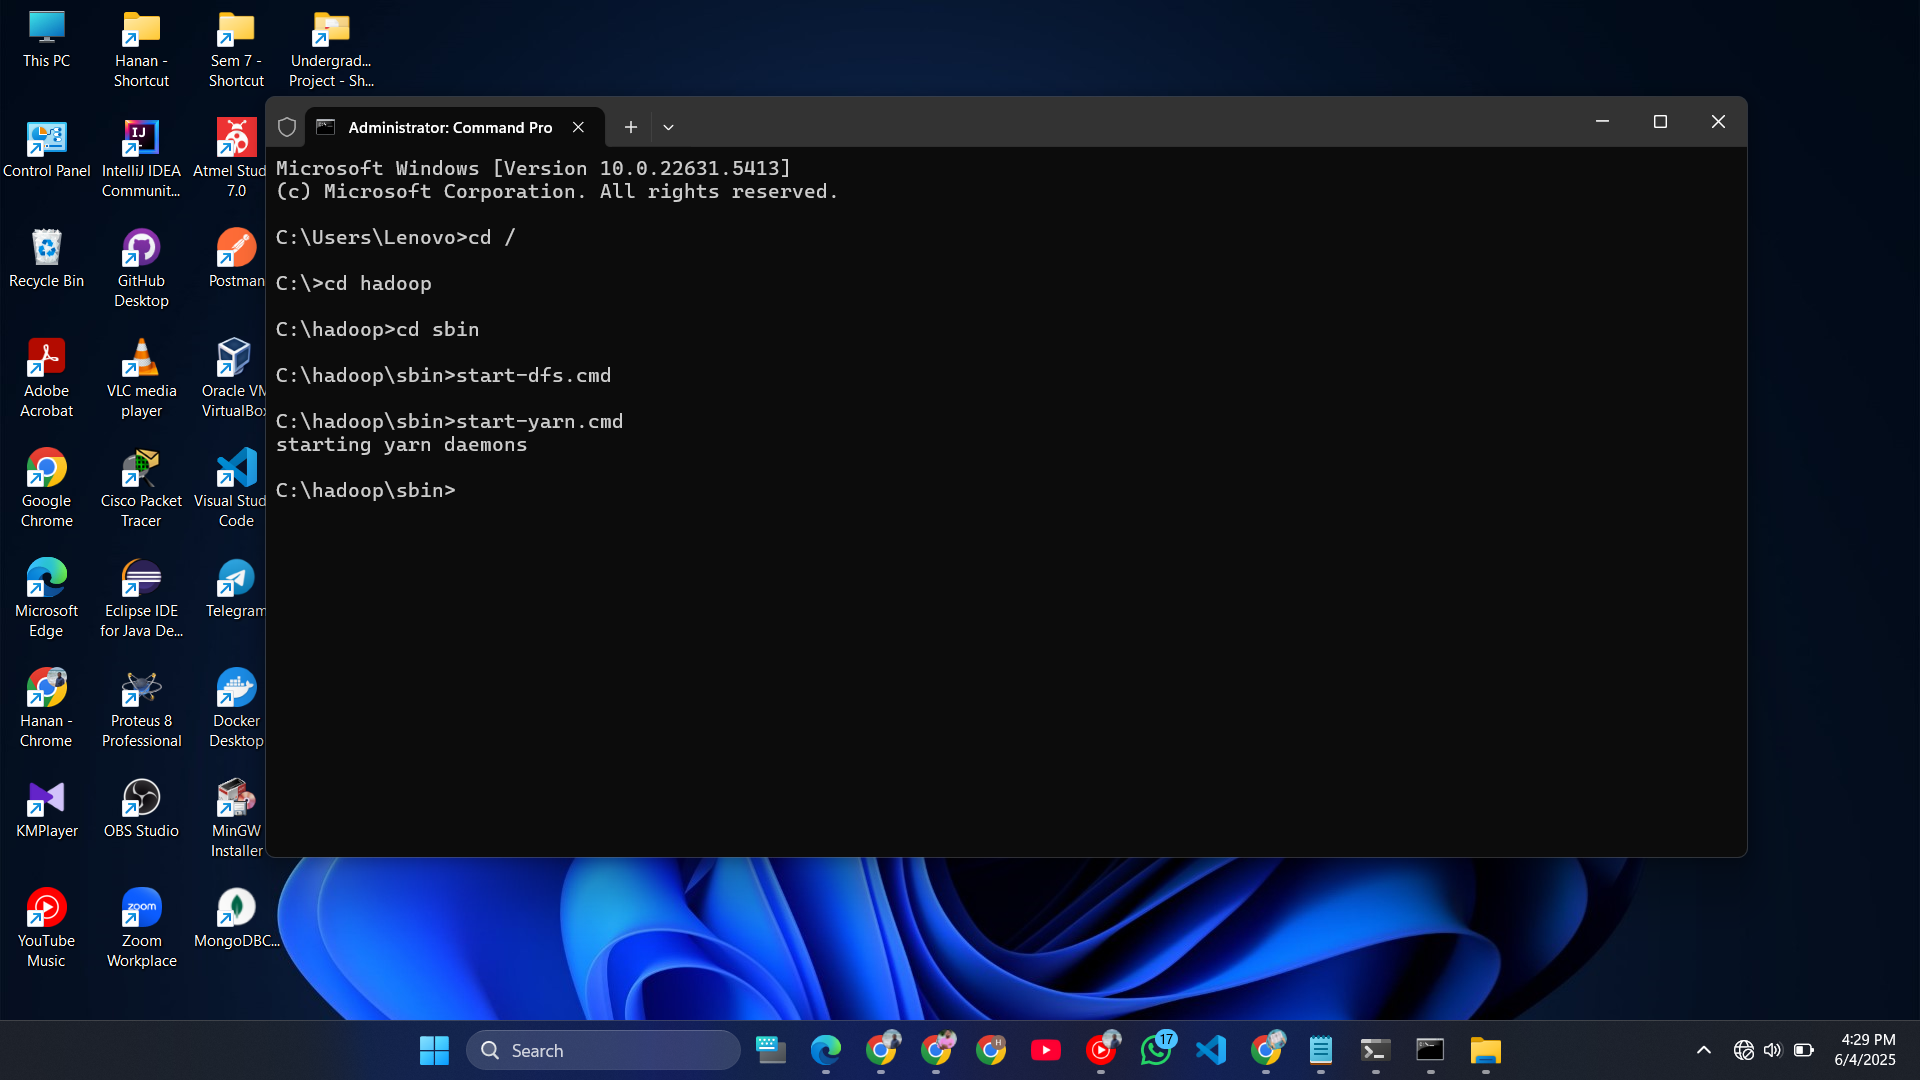 This PC
Hanan -
Shortcut
Sem 7 -
Shortcut
Undergrad...
Project - Sh...
Control Panel
IntelliJ IDEA
Communit...
Atmel Stud
7.0
Recycle Bin
GitHub
Desktop
Postman
Adobe
Acrobat
VLC media
player
Oracle VM
VirtualBox
Google
Chrome
Cisco Packet
Tracer
Visual Stud
Code
Microsoft
Edge
Eclipse IDE
for Java De...
Telegram
Hanan -
Chrome
Proteus 8
Professional
Docker
Desktop
KMPlayer
OBS Studio
MinGW
Installer
YouTube
Music
zoom
Zoom
Workplace
MongoDBC...
Administrator: Command Pro
Microsoft Windows [Version 10.0.22631.5413]
(c) Microsoft Corporation. All rights reserved.
C:\Users\Lenovo>cd /
C:\>cd hadoop
C:\hadoop>cd sbin
C:\hadoop\sbin>start-dfs.cmd
C:\hadoop\sbin>start-yarn.cmd
starting yarn daemons
C:\hadoop\sbin>
Search
H
17
4:29 PM
6/4/2025